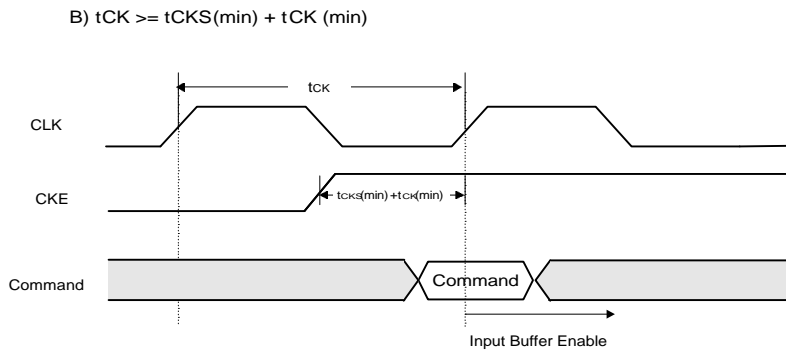 B) tCK >= tCKS(min) + tCK (min)
tCK
CLK
CKE
tCKS(min)+tCK(min)
Command
Command
Input Buffer Enable